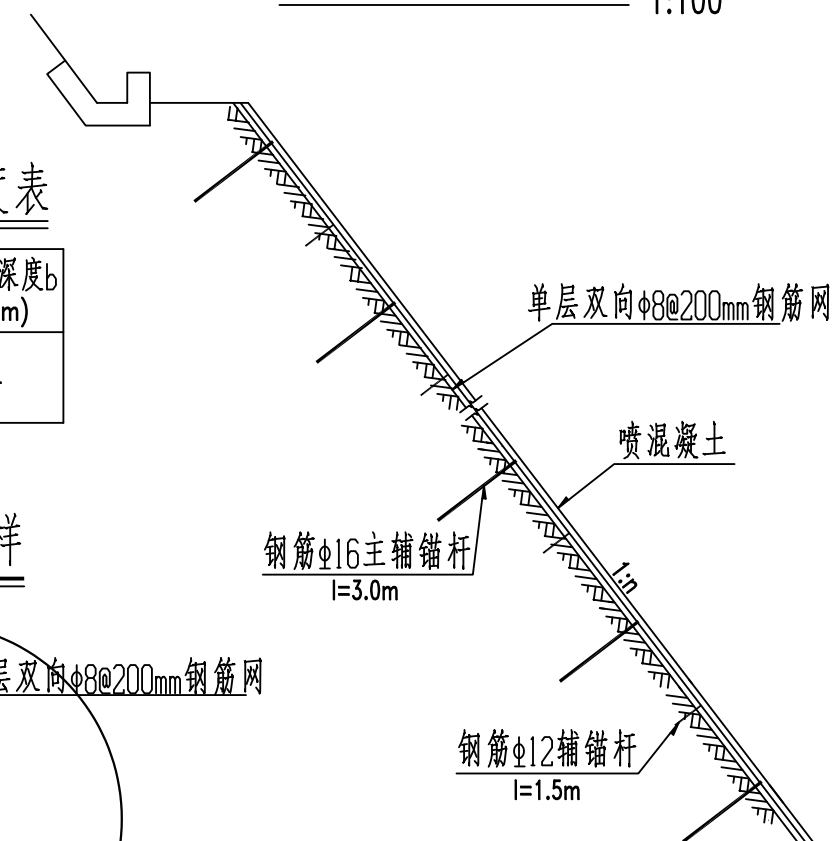 1:100
度表
深度b
m)
单层双向ϕ8@200mm钢筋网
喷混凝土
钢筋ϕ16主辅锚杆
l=3.0m
1:n
样
层双向ϕ8@200mm钢筋网
钢筋ϕ12辅锚杆
l=1.5m